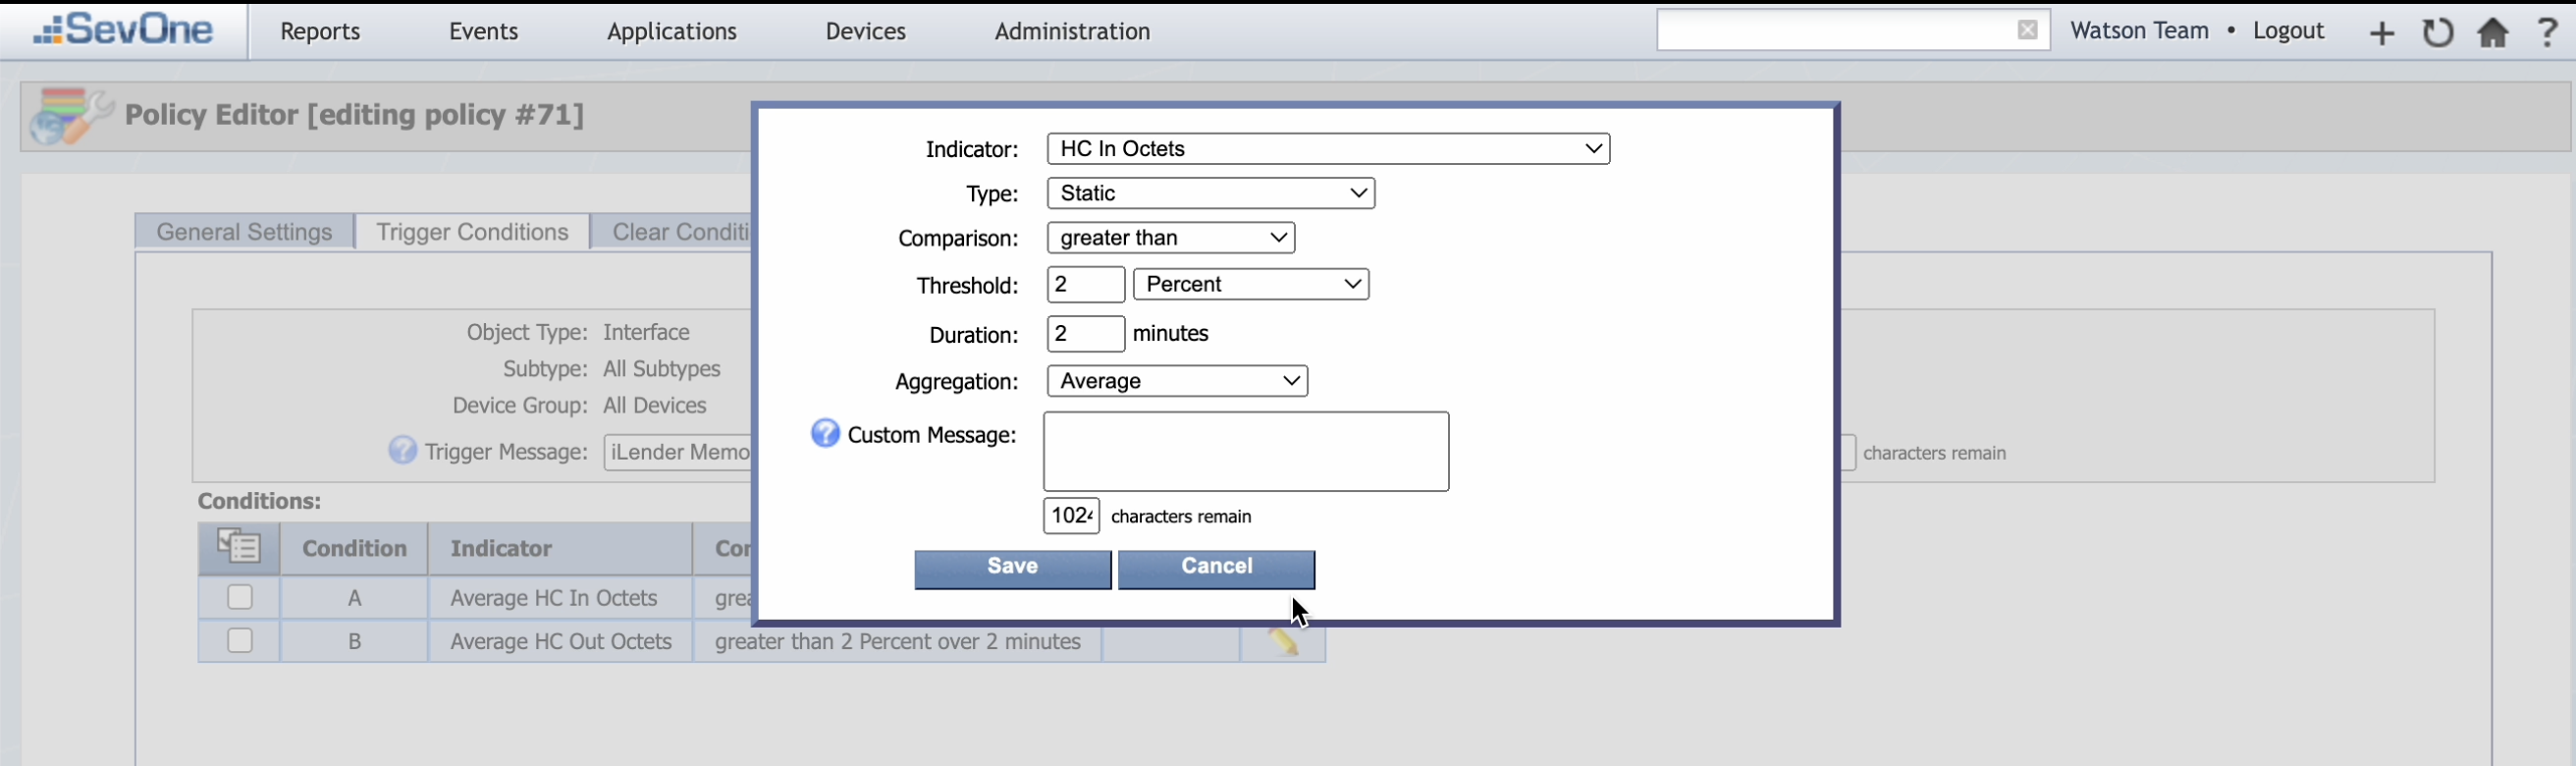 SevOne Reports Events Applications Devices Administration Watson Team • Logout + ?
Policy Editor [editing policy #71]
General Settings Trigger Conditions Clear Conditi
Object Type: Interface
Subtype: All Subtypes
Device Group: All Devices
Trigger Message: iLender Memo characters remain
Conditions:
Condition Indicator Con
A Average HC In Octets grea
B Average HC Out Octets greater than 2 Percent over 2 minutes
Indicator: HC In Octets
Type: Static
Comparison: greater than
Threshold: 2 Percent
Duration: 2 minutes
Aggregation: Average
? Custom Message:
1024 characters remain
Save Cancel